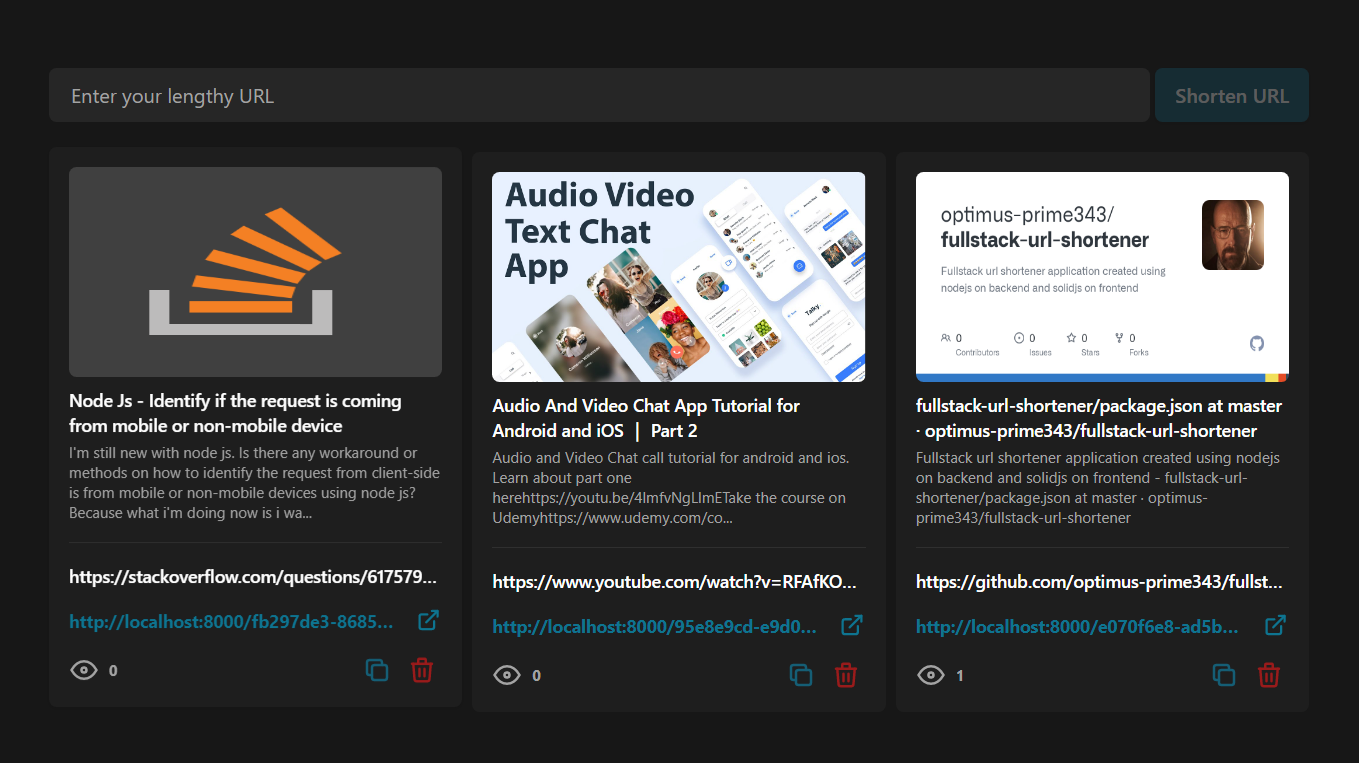 Enter your lengthy URL
Shorten URL
Node Js - Identify if the request is coming
from mobile or non-mobile device
I'm still new with node js. Is there any workaround or
methods on how to identify the request from client-side
is from mobile or non-mobile devices using node js?
Because what i'm doing now is i wa...
https://stackoverflow.com/questions/617579...
http://localhost:8000/fb297de3-8685...
0
Audio Video
Text Chat
App
Talky
Audio And Video Chat App Tutorial for
Android and iOS | Part 2
Audio and Video Chat call tutorial for android and ios.
Learn about part one
herehttps://youtu.be/4lmfvNgLlmETake the course on
Udemyhttps://www.udemy.com/co...
https://www.youtube.com/watch?v=RFAfKO...
http://localhost:8000/95e8e9cd-e9d0...
0
optimus-prime343/
fullstack-url-shortener
Fullstack url shortener application created using
nodejs on backend and solidjs on frontend
0 0 0 0
Contributors Issues Stars Forks
fullstack-url-shortener/package.json at master
· optimus-prime343/fullstack-url-shortener
Fullstack url shortener application created using nodejs
on backend and solidjs on frontend - fullstack-url-
shortener/package.json at master · optimus-
prime343/fullstack-url-shortener
https://github.com/optimus-prime343/fullst...
http://localhost:8000/e070f6e8-ad5b...
1